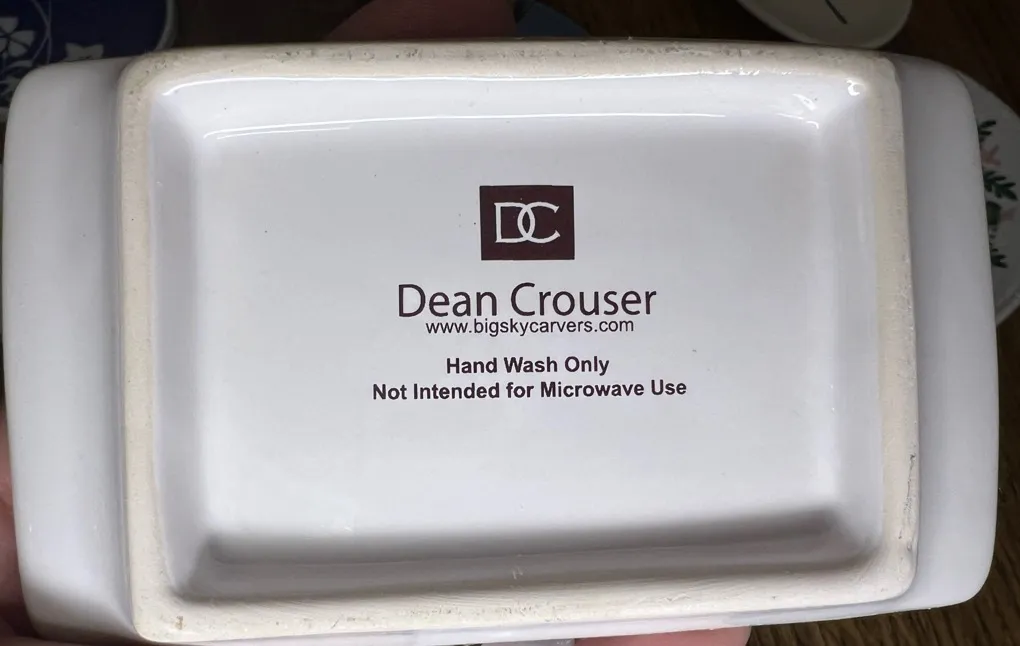 DC
Dean Crouser
www.bigskycarvers.com
Hand Wash Only
Not Intended for Microwave Use